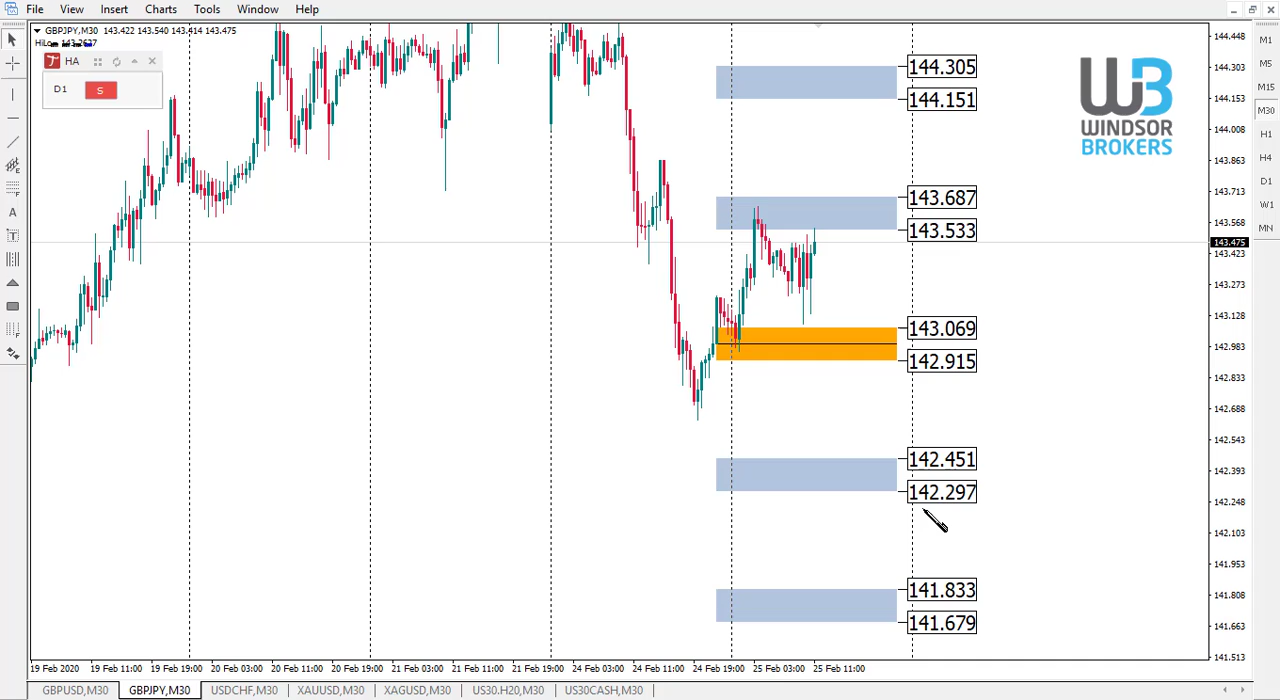 File View Insert Charts Tools Window Help
GBPJPY,M30 143.422 143.540 143.414 143.475
HA
D1 S
144.305
144.151
143.687
143.533
143.069
142.915
142.451
142.297
141.833
141.679
WINDSOR
BROKERS
144.448
144.303
144.153
144.008
143.863
143.713
143.568
143.475
143.423
143.273
143.128
142.983
142.833
142.688
142.543
142.393
142.248
142.103
141.953
141.808
141.663
141.513
M1
M5
M15
M30
H1
H4
D1
W1
MN
19 Feb 2020 19 Feb 11:00 19 Feb 19:00 20 Feb 03:00 20 Feb 11:00 20 Feb 19:00 21 Feb 03:00 21 Feb 11:00 21 Feb 19:00 24 Feb 03:00 24 Feb 11:00 24 Feb 19:00 25 Feb 03:00 25 Feb 11:00
GBPUSD,M30 GBPJPY,M30 USDCHF,M30 XAUUSD,M30 XAGUSD,M30 US30.H20,M30 US30CASH,M30